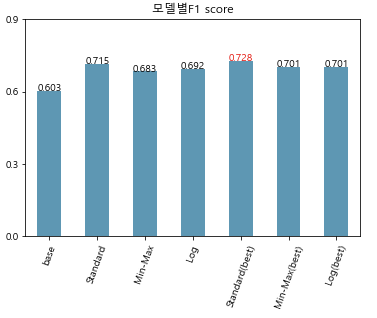 모델별F1 score
0.9
0.6
0.3
0.0
0.603
0.715
0.683
0.692
0.728
0.701
0.701
base
Standard
Min-Max
Log
Standard(best)
Min-Max(best)
Log(best)